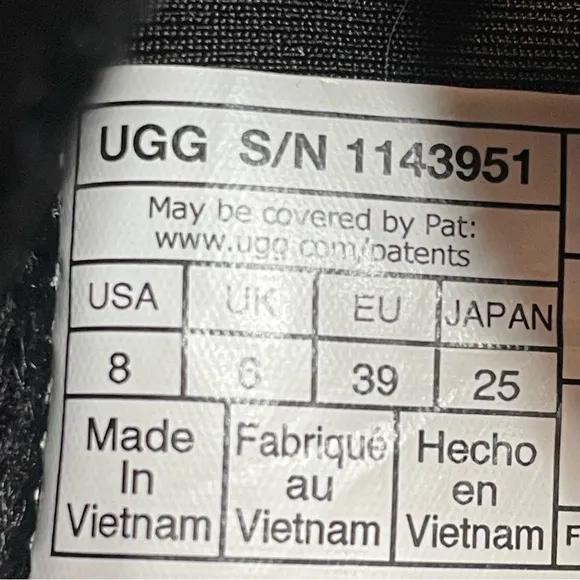 UGG S/N 1143951
May be covered by Pat:
www.ugg.com/patents
USA UK EU JAPAN
8 6 39 25
Made Fabriqué Hecho
In au en
Vietnam Vietnam Vietnam F